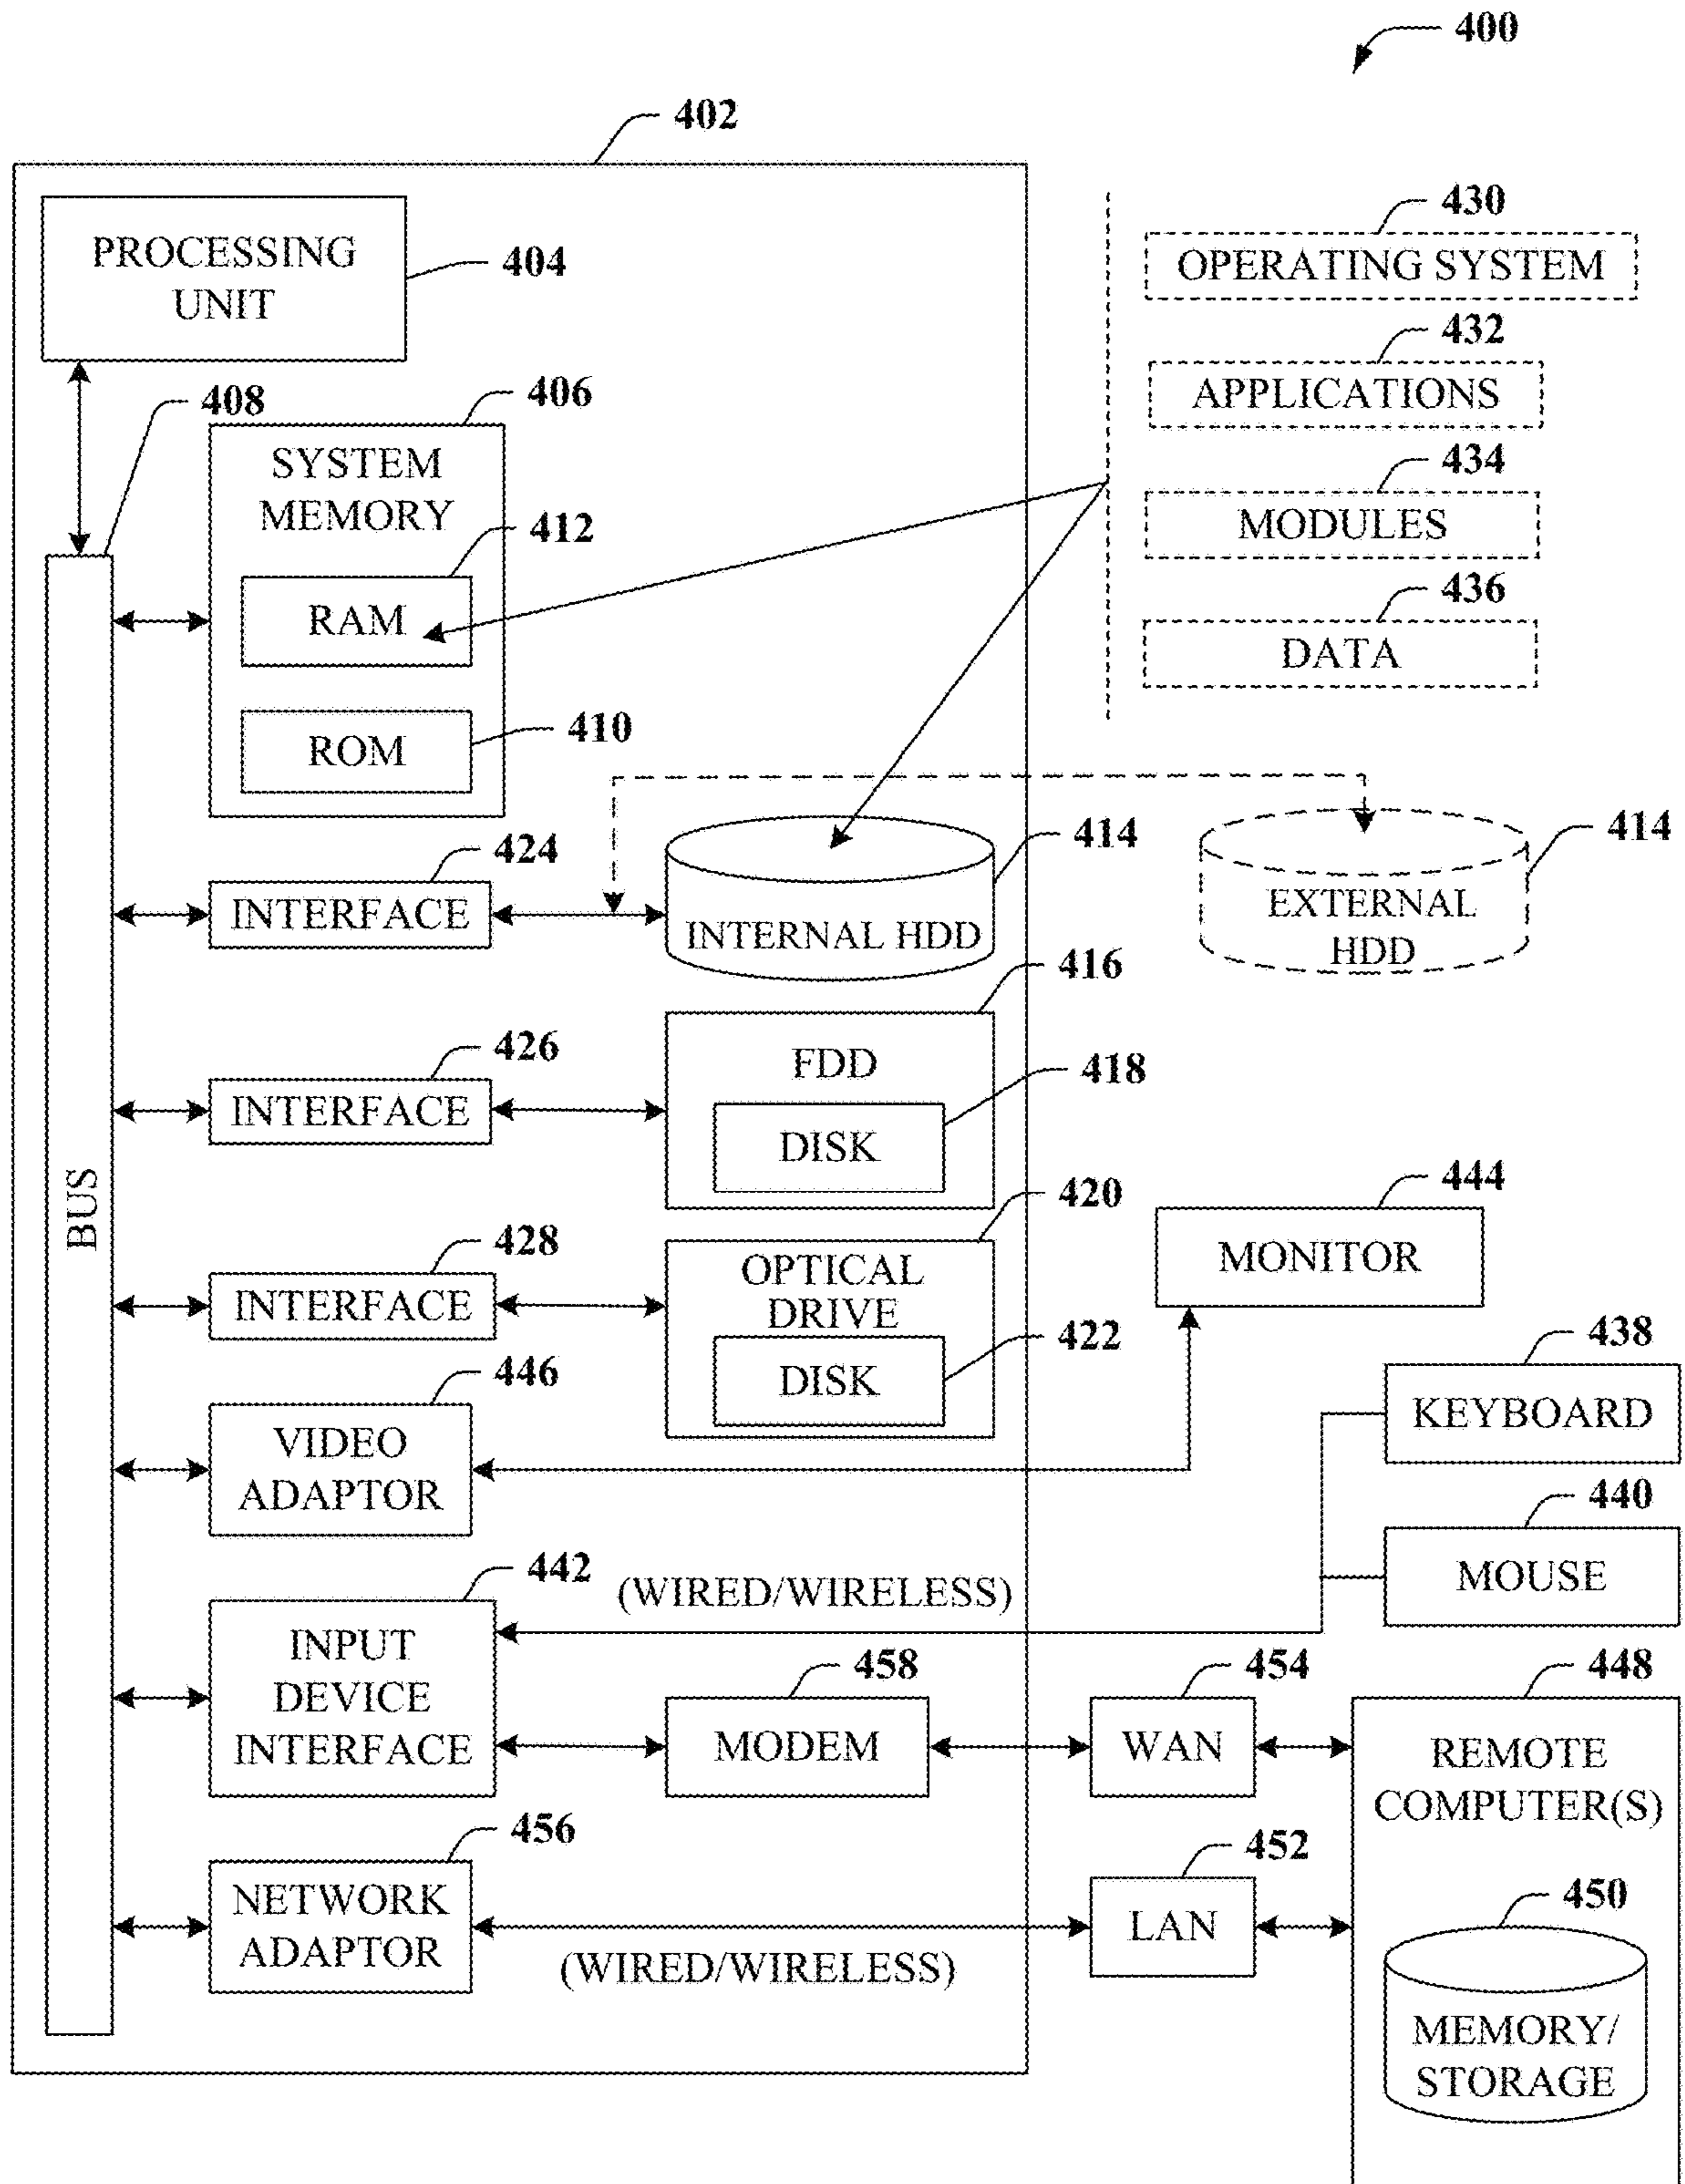 400
402
PROCESSING
UNIT
404
430
OPERATING SYSTEM
432
APPLICATIONS
434
MODULES
436
DATA
408
406
SYSTEM
MEMORY
412
RAM
410
ROM
424
INTERFACE
414
INTERNAL HDD
414
EXTERNAL
HDD
416
FDD
418
DISK
426
INTERFACE
BUS
420
OPTICAL
DRIVE
422
DISK
428
INTERFACE
444
MONITOR
446
VIDEO
ADAPTOR
438
KEYBOARD
440
MOUSE
442
INPUT
DEVICE
INTERFACE
(WIRED/WIRELESS)
458
MODEM
454
WAN
448
REMOTE
COMPUTER(S)
456
NETWORK
ADAPTOR
(WIRED/WIRELESS)
452
LAN
450
MEMORY/
STORAGE